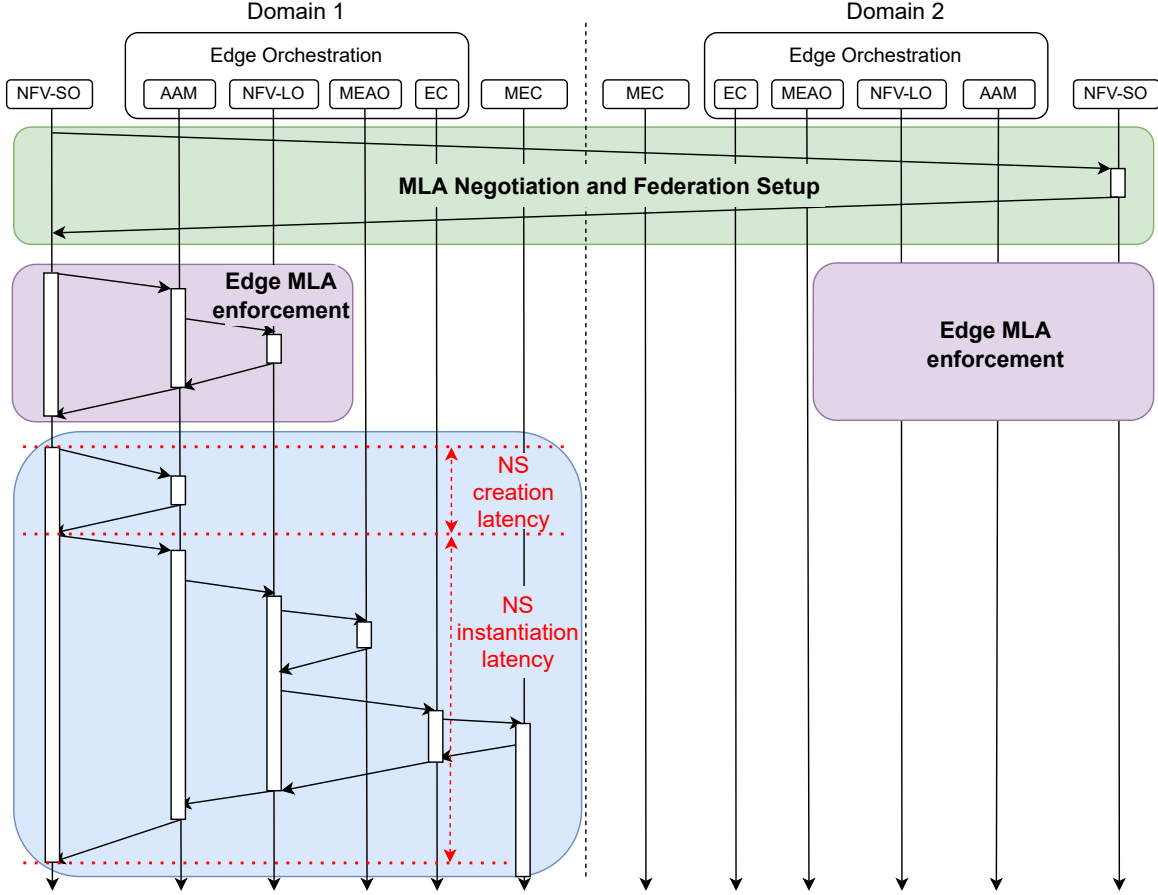 Domain 1
Domain 2
Edge Orchestration
Edge Orchestration
NFV-SO
AAM
NFV-LO
MEAO
EC
MEC
MEC
EC
MEAO
NFV-LO
AAM
NFV-SO
MLA Negotiation and Federation Setup
Edge MLA
enforcement
Edge MLA
enforcement
NS
creation
latency
NS
instantiation
latency